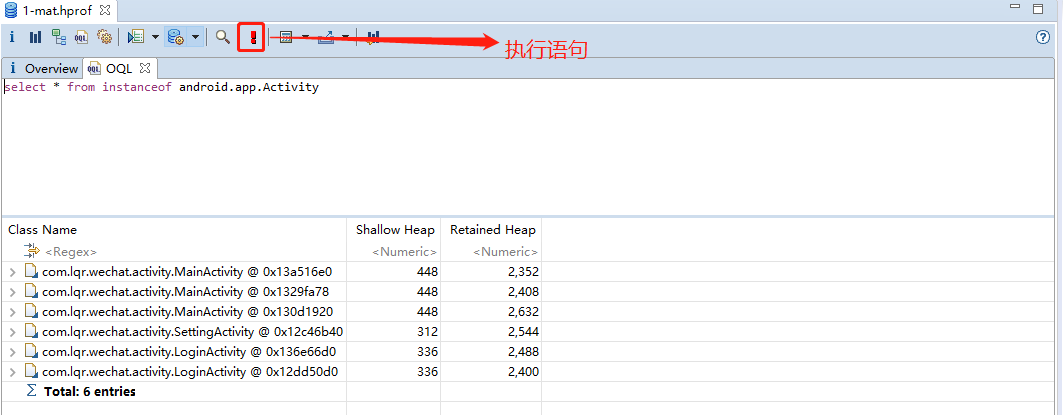 1-mat.hprof
执行语句
i Overview OQL
select * from instanceof android.app.Activity
Class Name Shallow Heap Retained Heap
<Regex> <Numeric> <Numeric>
com.lqr.wechat.activity.MainActivity @ 0x13a516e0 448 2,352
com.lqr.wechat.activity.MainActivity @ 0x1329fa78 448 2,408
com.lqr.wechat.activity.MainActivity @ 0x130d1920 448 2,632
com.lqr.wechat.activity.SettingActivity @ 0x12c46b40 312 2,544
com.lqr.wechat.activity.LoginActivity @ 0x136e66d0 336 2,488
com.lqr.wechat.activity.LoginActivity @ 0x12dd50d0 336 2,400
Σ Total: 6 entries